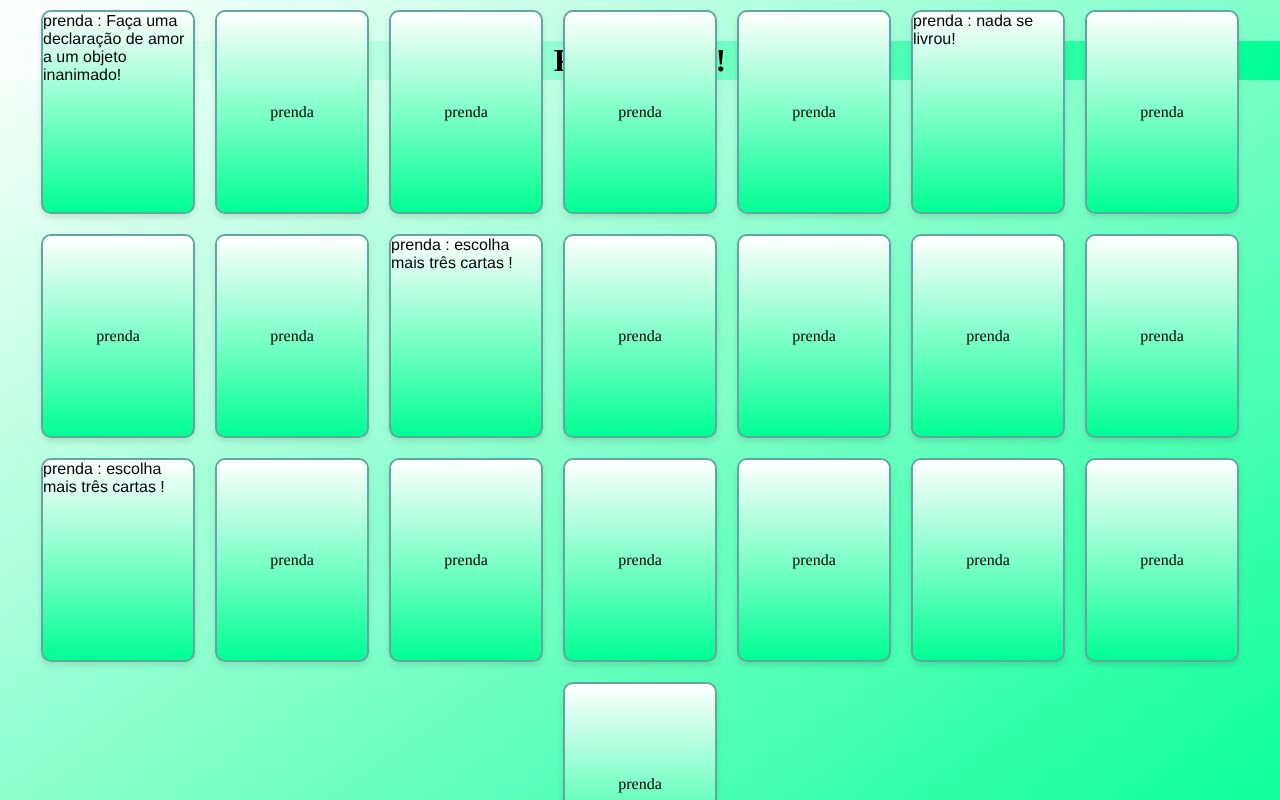 prenda : Faça uma
declaração de amor
a um objeto
inanimado!
prenda
prenda
prenda
prenda
prenda : nada se
livrou!
prenda
!
prenda
prenda
prenda : escolha
mais três cartas !
prenda
prenda
prenda
prenda
prenda : escolha
mais três cartas !
prenda
prenda
prenda
prenda
prenda
prenda
prenda